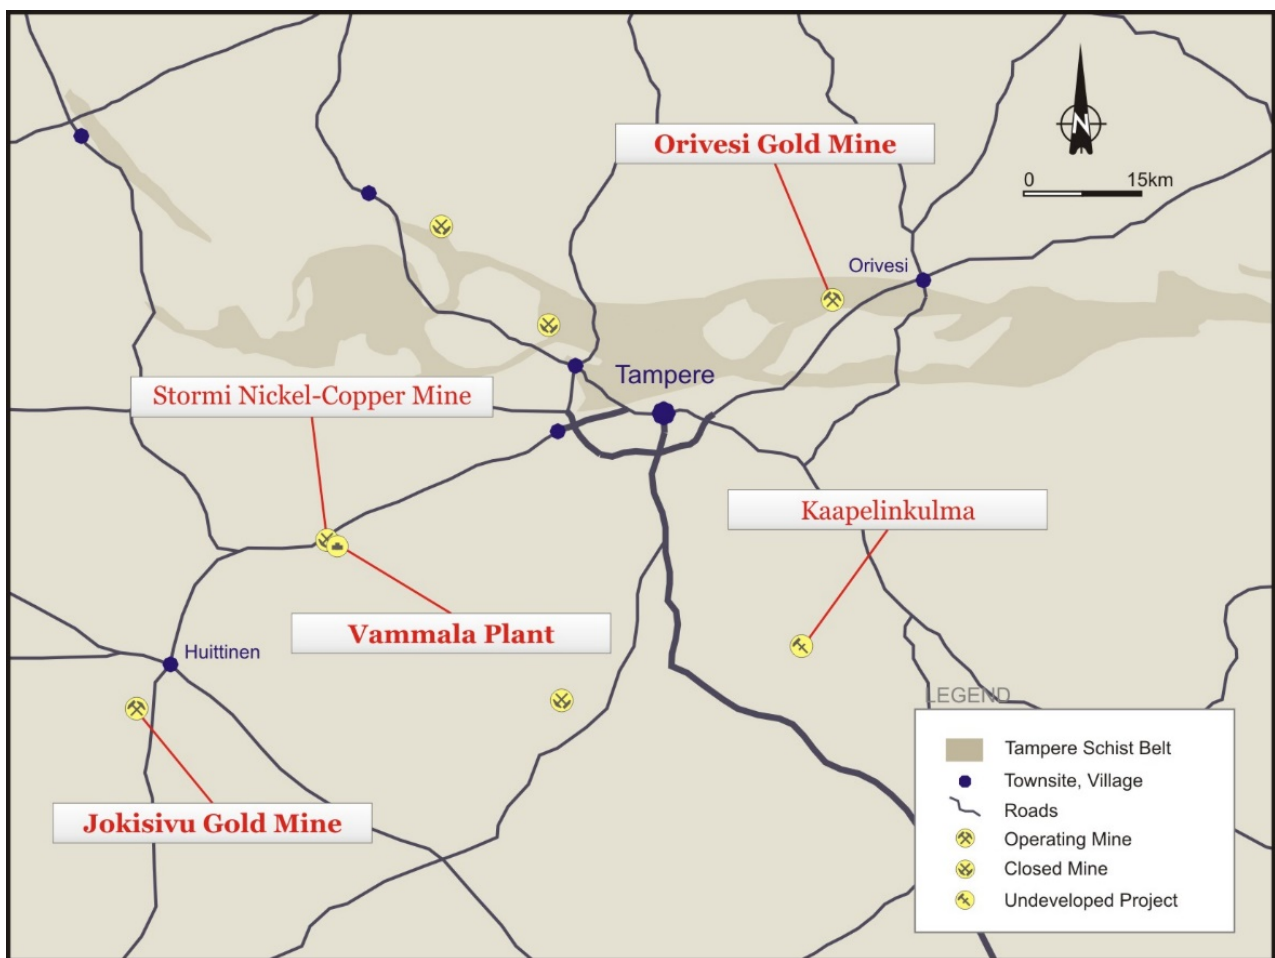 Orivesi Gold Mine
N
0 15km
Orivesi
Tampere
Stormi Nickel-Copper Mine
Kaapelinkulma
Vammala Plant
Huittinen
Jokisivu Gold Mine
LEGEND
Tampere Schist Belt
Townsite, Village
Roads
Operating Mine
Closed Mine
Undeveloped Project